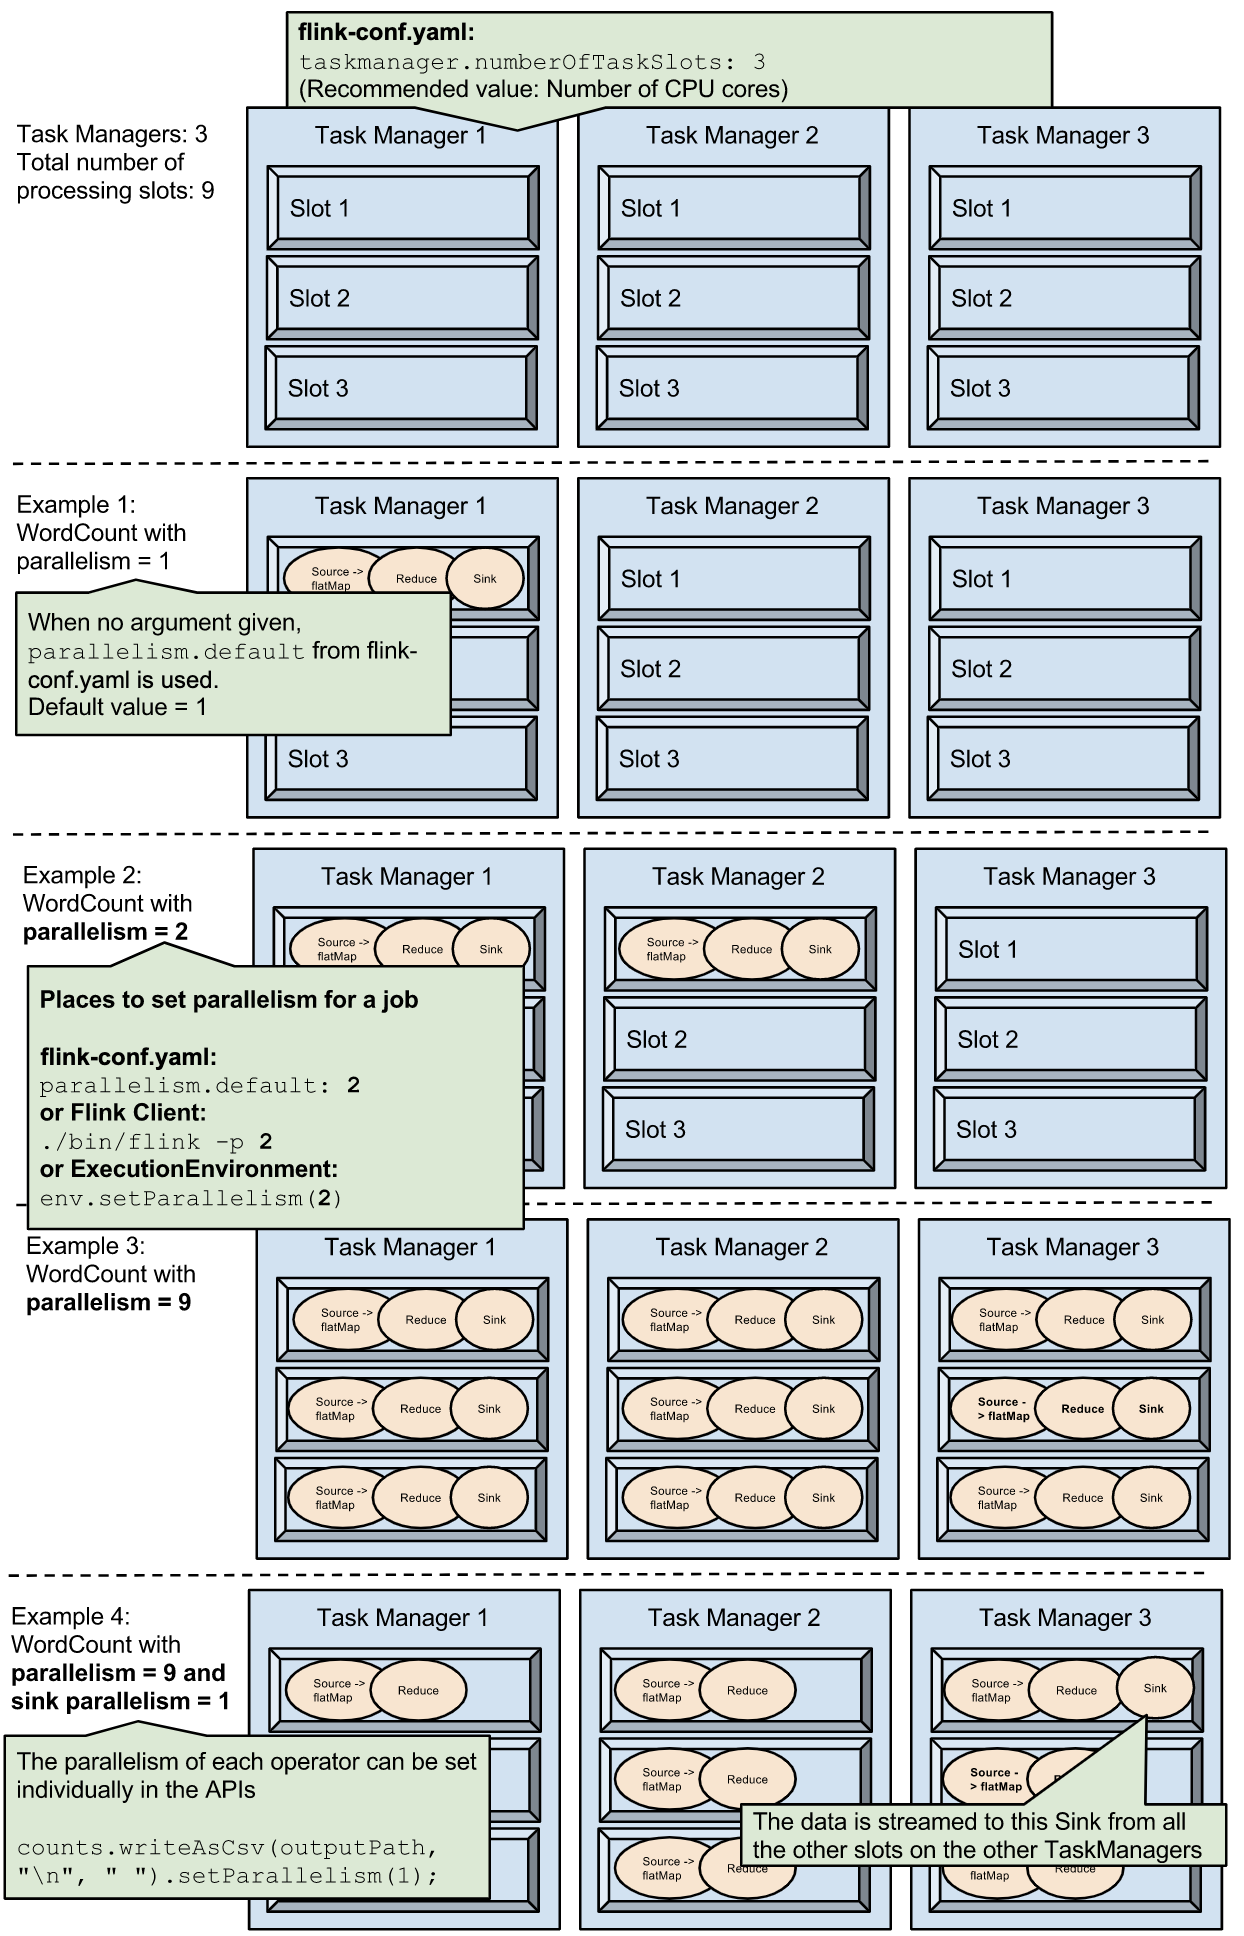 flink-conf.yaml:
taskmanager.numberOfTaskSlots: 3
(Recommended value: Number of CPU cores)
Task Managers: 3
Total number of
processing slots: 9
Task Manager 1
Slot 1
Slot 2
Slot 3
Task Manager 2
Slot 1
Slot 2
Slot 3
Task Manager 3
Slot 1
Slot 2
Slot 3
Example 1:
WordCount with
parallelism = 1
When no argument given,
parallelism.default from flink-
conf.yaml is used.
Default value = 1
Task Manager 1
Source ->
flatMap
Reduce
Sink
Slot 3
Task Manager 2
Slot 1
Slot 2
Slot 3
Task Manager 3
Slot 1
Slot 2
Slot 3
Example 2:
WordCount with
parallelism = 2
Places to set parallelism for a job
flink-conf.yaml:
parallelism.default: 2
or Flink Client:
./bin/flink -p 2
or ExecutionEnvironment:
env.setParallelism(2)
Task Manager 1
Source ->
flatMap
Reduce
Sink
Task Manager 2
Source ->
flatMap
Reduce
Sink
Slot 2
Slot 3
Task Manager 3
Slot 1
Slot 2
Slot 3
Example 3:
WordCount with
parallelism = 9
Task Manager 1
Source ->
flatMap
Reduce
Sink
Source ->
flatMap
Reduce
Sink
Source ->
flatMap
Reduce
Sink
Task Manager 2
Source ->
flatMap
Reduce
Sink
Source ->
flatMap
Reduce
Sink
Source ->
flatMap
Reduce
Sink
Task Manager 3
Source ->
flatMap
Reduce
Sink
Source -
> flatMap
Reduce
Sink
Source ->
flatMap
Reduce
Sink
Example 4:
WordCount with
parallelism = 9 and
sink parallelism = 1
The parallelism of each operator can be set
individually in the APIs
counts.writeAsCsv(outputPath,
"\n", " ").setParallelism(1);
Task Manager 1
Source ->
flatMap
Reduce
Task Manager 2
Source ->
flatMap
Reduce
Source ->
flatMap
Reduce
Source ->
flatMap
Reduce
Task Manager 3
Source ->
flatMap
Reduce
Sink
Source -
> flatMap
The data is streamed to this Sink from all
the other slots on the other TaskManagers
flatMap
Reduce